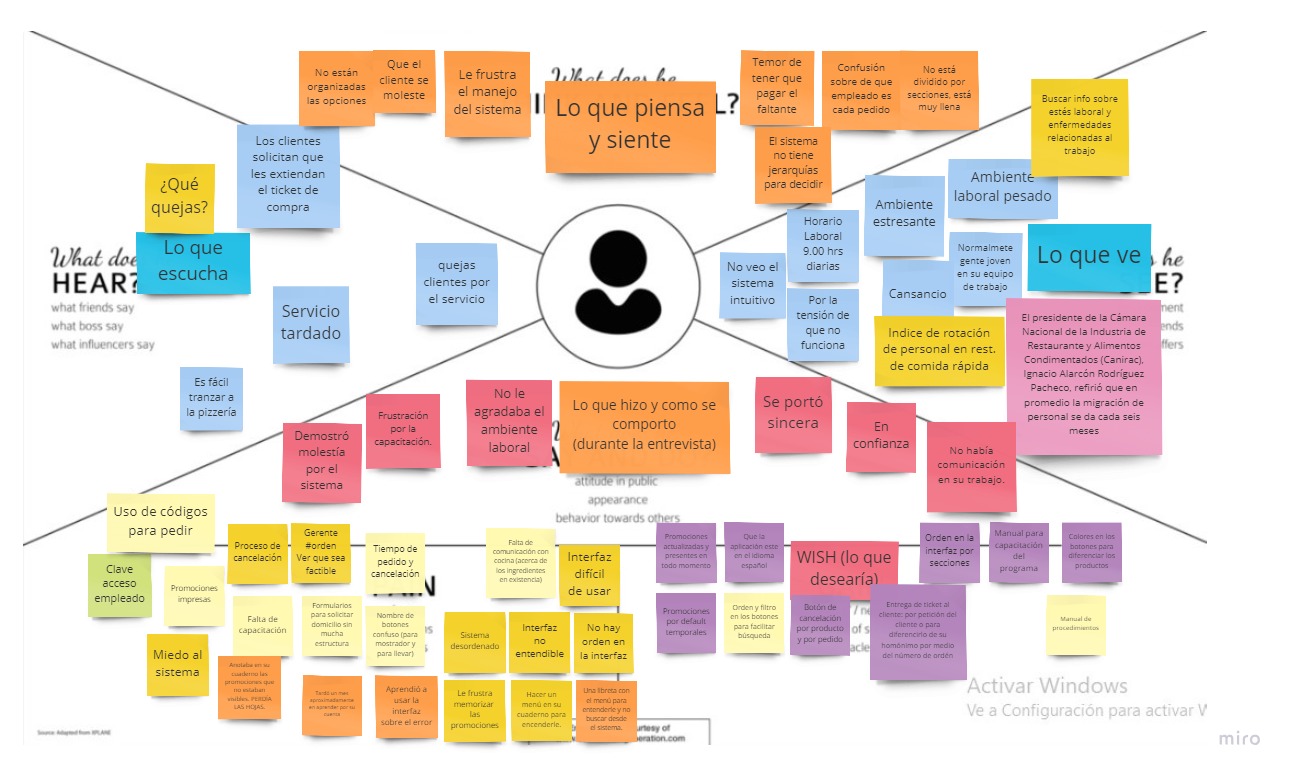 No están
organizadas
las opciones
Que el
cliente se
moleste
Le frustra
el manejo
del sistema
What does he
Lo que piensa
y siente
L?
Temor de
tener que
pagar el
faltante
Confusión
sobre de que
empleado es
cada pedido
No está
dividido por
secciones, está
muy llena
El sistema
no tiene
jerarquías
para decidir
Buscar info sobre
estés laboral y
enfermedades
relacionadas al
trabajo
Los clientes
solicitan que
les extiendan
el ticket de
compra
¿Qué
quejas?
What doe
HEAR?
what friends say
what boss say
what influencers say
Lo que
escucha
quejas
clientes por
el servicio
Servicio
tardado
Es fácil
tranzar a
la pizzería
Ambiente
laboral pesado
Ambiente
estresante
Horario
Laboral
9.00 hrs
diarias
No veo el
sistema
intuitivo
Por la
tensión de
que no
funciona
Cansancio
Normalmete
gente joven
en su equipo
de trabajo
Lo que ve
s he
EE?
ment
ends
ffers
Indice de rotación
de personal en rest.
de comida rápida
El presidente de la Cámara
Nacional de la Industria de
Restaurante y Alimentos
Condimentados (Canirac),
Ignacio Alarcón Rodríguez
Pacheco, refirió que en
promedio la migración de
personal se da cada seis
meses
Demostró
molestía
por el
sistema
Frustración
por la
capacitación.
No le
agradaba el
ambiente
laboral
Lo que hizo y como se
comporto
(durante la entrevista)
attitude in public
appearance
behavior towards others
Se portó
sincera
En
confianza
No había
comunicación
en su trabajo.
Uso de códigos
para pedir
Clave
acceso
empleado
Promociones
impresas
Proceso de
cancelación
Gerente
#orden
Ver que sea
factible
Tiempo de
pedido y
cancelación
PAIN
Falta de
comunicación con
cocina (acerca de
los ingredientes
en existencia)
Interfaz
difícil
de usar
Falta de
capacitación
Formularios
para solicitar
domicilio sin
mucha
estructura
Nombre de
botones
confuso (para
mostrador y
para llevar)
Sistema
desordenado
Interfaz
no
entendible
No hay
orden en
la interfaz
Miedo al
sistema
Anotaba en su
cuaderno las
promociones que
no estaban
visibles. PERDÍA
LAS HOJAS.
Tardó un mes
aproximadamente
en aprender por su
cuenta
Aprendió a
usar la
interfaz
sobre el error
Le frustra
memorizar
las
promociones
Hacer un
menú en su
cuaderno para
encenderle.
Una libreta con
el menú para
entenderle y no
buscar desde
el sistema.
Promociones
actualizadas y
presentes en
todo momento
Que la
aplicación este
en el idioma
español
WISH (lo que
desearía)
Orden en la
interfaz por
secciones
Manual para
capacitación
del
programa
Colores en los
botones para
diferenciar los
productos
Promociones
por default
temporales
Orden y filtro
en los botones
para facilitar
búsqueda
Botón de
cancelación
por producto
y por pedido
Entrega de ticket al
cliente: por petición del
cliente o para
diferenciarlo de su
homónimo por medio
del número de ordén
Manual de
procedimientos
Source: Adapted from XPLANE
urtesy of
eneration.com
Activar Windows
Ve a Configuración para activar W
miro